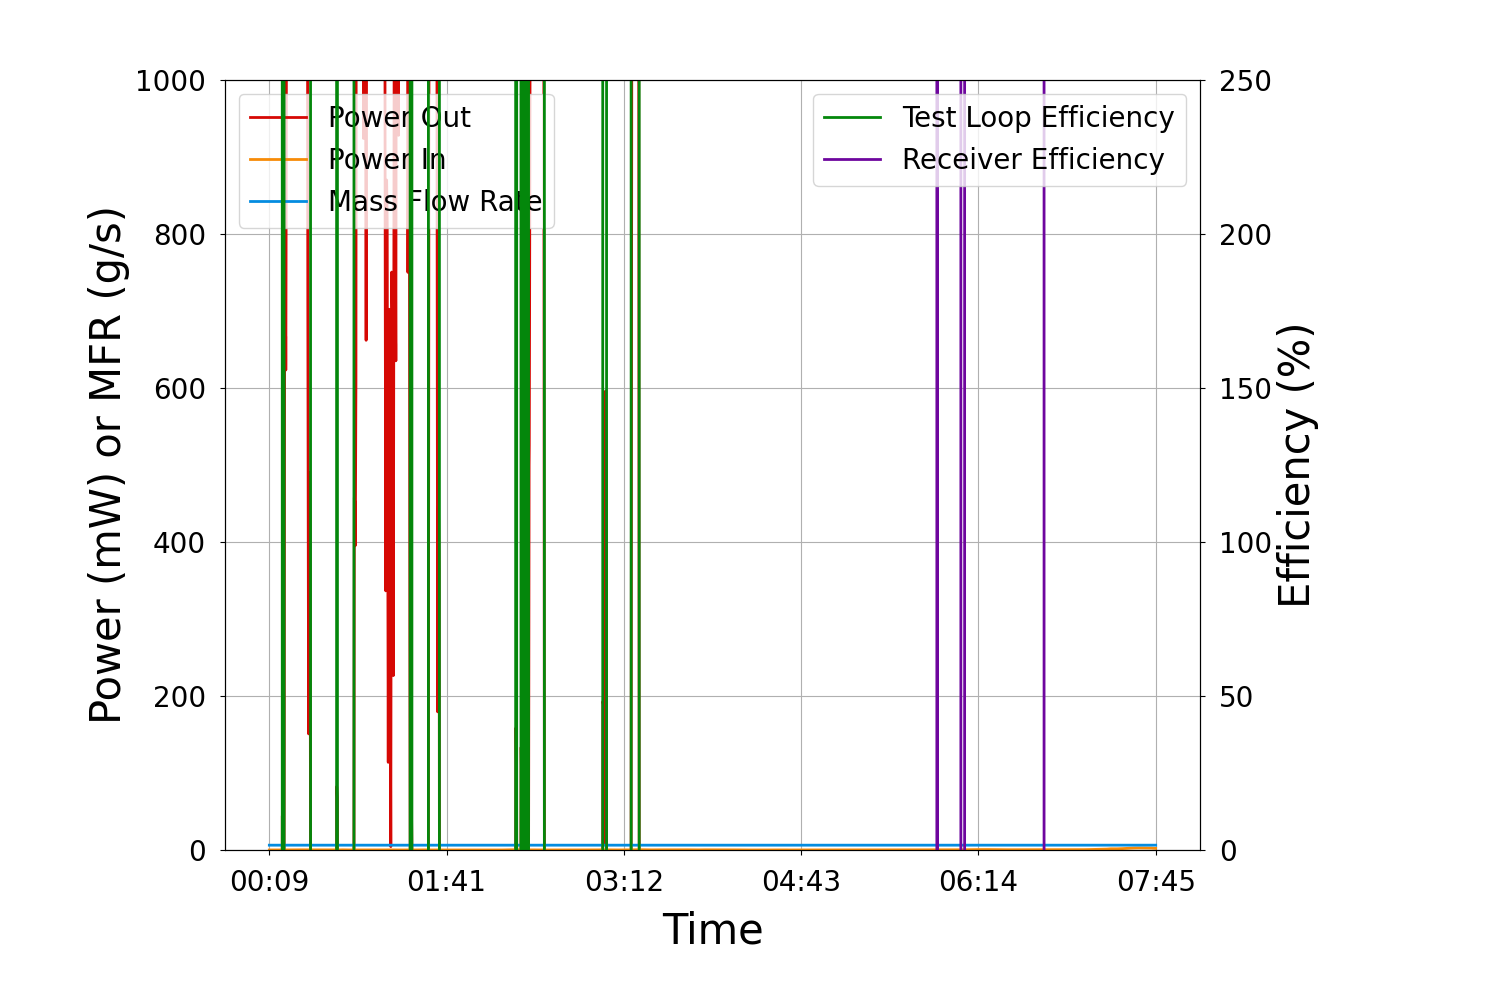 1000
800
600
400
200
0
Power (mW) or MFR (g/s)
Power Out
Power In
Mass Flow Rate
Test Loop Efficiency
Receiver Efficiency
250
200
150
100
50
0
Efficiency (%)
00:09 01:41 03:12 04:43 06:14 07:45
Time